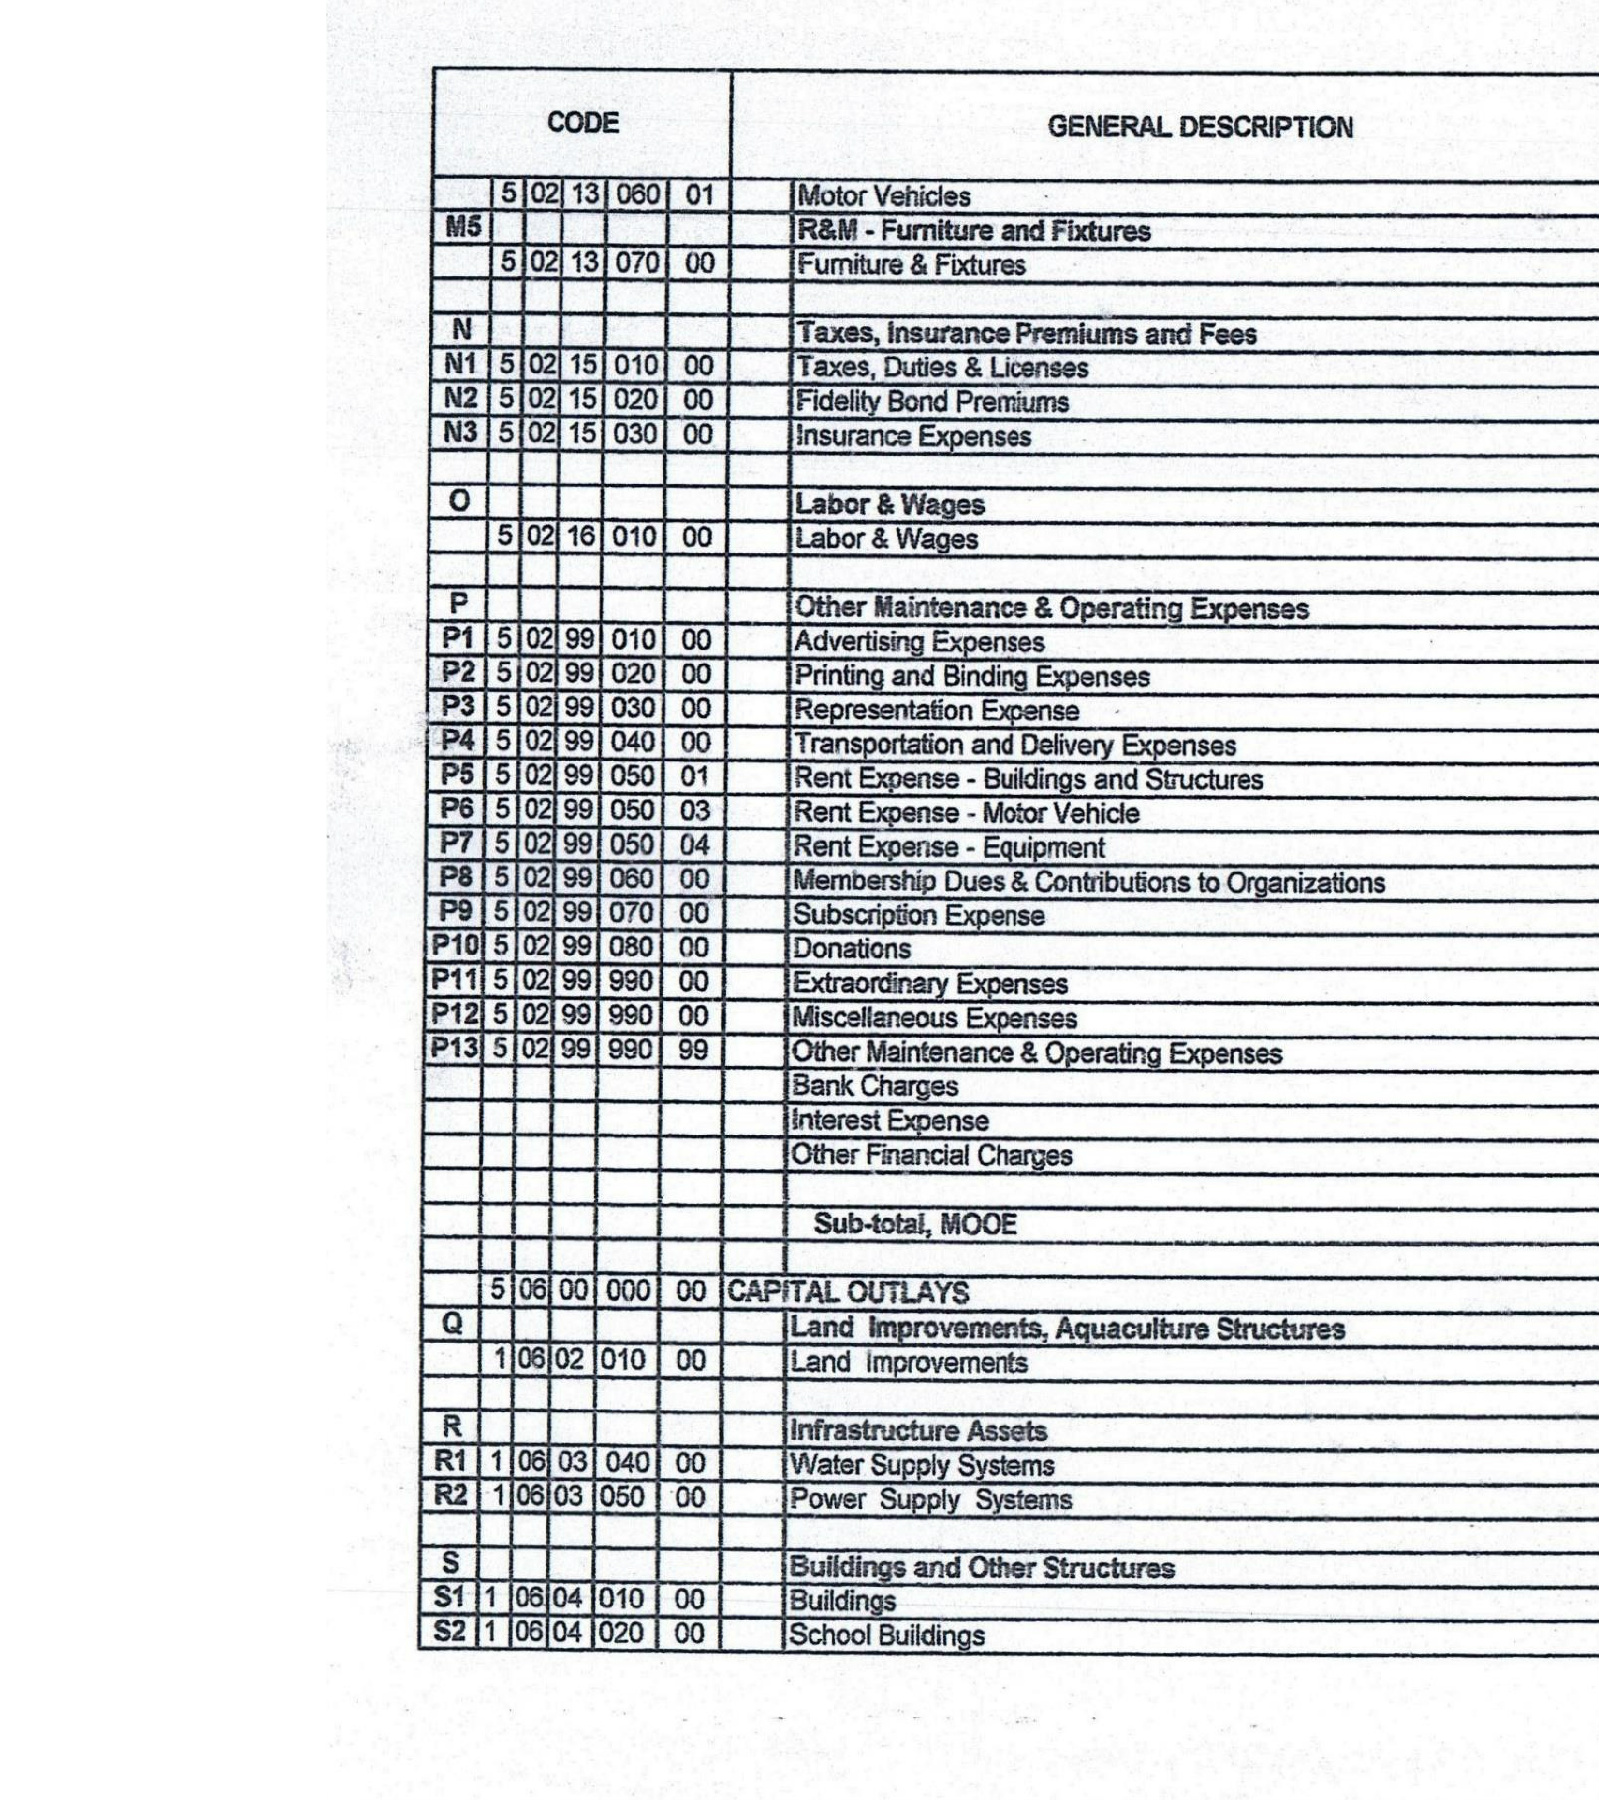 CODE GENERAL DESCRIPTION
5 02 13 060 01 Motor Vehicles
M5 R&M - Furniture and Fixtures
5 02 13 070 00 Furniture & Fixtures
N Taxes, Insurance Premiums and Fees
N1 5 02 15 010 00 Taxes, Duties & Licenses
N2 5 02 15 020 00 Fidelity Bond Premiums
N3 5 02 15 030 00 Insurance Expenses
O Labor & Wages
5 02 16 010 00 Labor & Wages
P Other Maintenance & Operating Expenses
P1 5 02 99 010 00 Advertising Expenses
P2 5 02 99 020 00 Printing and Binding Expenses
P3 5 02 99 030 00 Representation Expense
P4 5 02 99 040 00 Transportation and Delivery Expenses
P5 5 02 99 050 01 Rent Expense - Buildings and Structures
P6 5 02 99 050 03 Rent Expense - Motor Vehicle
P7 5 02 99 050 04 Rent Expense - Equipment
P8 5 02 99 060 00 Membership Dues & Contributions to Organizations
P9 5 02 99 070 00 Subscription Expense
P10 5 02 99 080 00 Donations
P11 5 02 99 990 00 Extraordinary Expenses
P12 5 02 99 990 00 Miscellaneous Expenses
P13 5 02 99 990 99 Other Maintenance & Operating Expenses
Bank Charges
Interest Expense
Other Financial Charges
Sub-total, MOOE
5 06 00 000 00 CAPITAL OUTLAYS
Q Land Improvements, Aquaculture Structures
1 06 02 010 00 Land Improvements
R Infrastructure Assets
R1 1 06 03 040 00 Water Supply Systems
R2 1 06 03 050 00 Power Supply Systems
S Buildings and Other Structures
S1 1 06 04 010 00 Buildings
S2 1 06 04 020 00 School Buildings